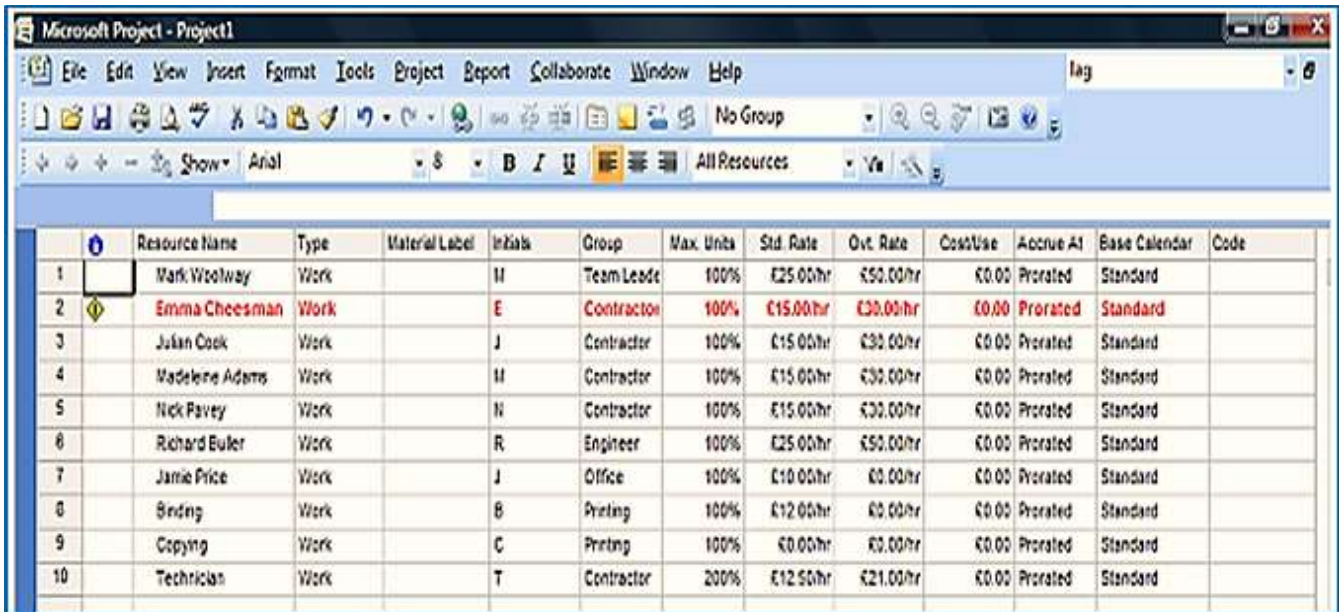 Microsoft Project - Project1
File Edit View Insert Format Tools Project Report Collaborate Window Help lag
No Group
Show Arial 8 B I U All Resources
Resource Name Type Material Label Initials Group Max. Units Std. Rate Ovt. Rate Cost/Use Accrue At Base Calendar Code
1 Mark Woolway Work M Team Leade 100% £25.00/hr £50.00/hr £0.00 Prorated Standard
2 Emma Cheesman Work E Contractor 100% £15.00/hr £30.00/hr £0.00 Prorated Standard
3 Julian Cook Work J Contractor 100% £15.00/hr £30.00/hr £0.00 Prorated Standard
4 Madeleine Adams Work M Contractor 100% £15.00/hr £30.00/hr £0.00 Prorated Standard
5 Nick Pavey Work N Contractor 100% £15.00/hr £30.00/hr £0.00 Prorated Standard
6 Richard Buller Work R Engineer 100% £25.00/hr £50.00/hr £0.00 Prorated Standard
7 Jamie Price Work J Office 100% £10.00/hr £0.00/hr £0.00 Prorated Standard
8 Binding Work B Printing 100% £12.00/hr £0.00/hr £0.00 Prorated Standard
9 Copying Work C Printing 100% £0.00/hr £0.00/hr £0.00 Prorated Standard
10 Technician Work T Contractor 200% £12.50/hr £21.00/hr £0.00 Prorated Standard